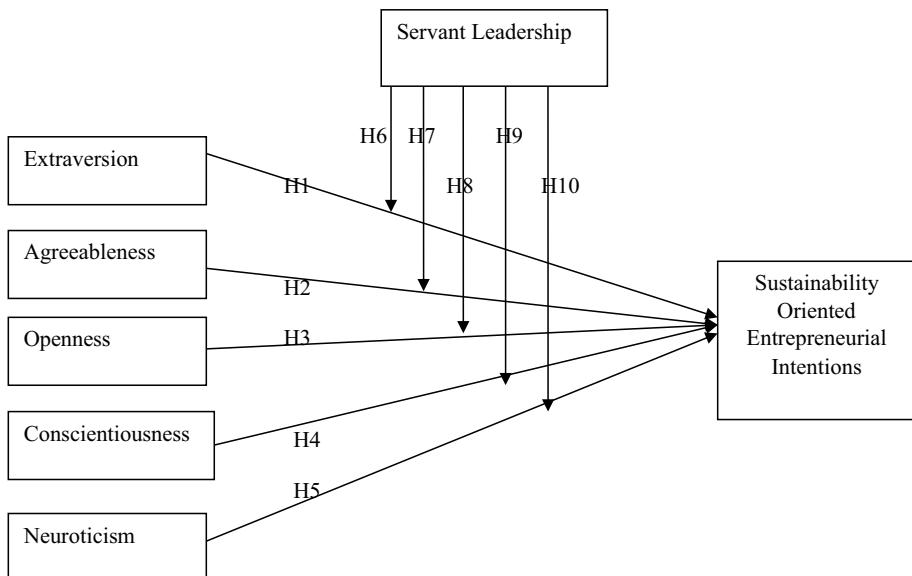 Servant Leadership
H6
H7
H9
Extraversion
H1
H8
H10
Agreeableness
H2
Sustainability
Oriented
Entrepreneurial
Intentions
Openness
H3
Conscientiousness
H4
H5
Neuroticism